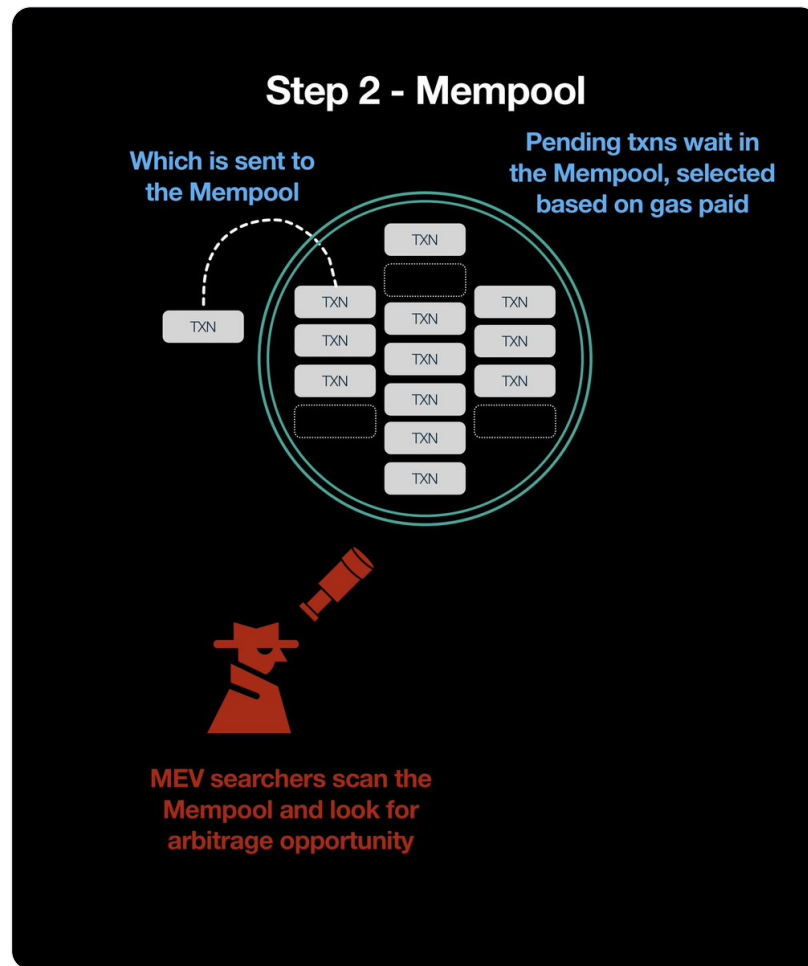 Step 2 - Mempool
Which is sent to
the Mempool
Pending txns wait in
the Mempool, selected
based on gas paid
TXN
TXN
TXN
TXN
TXN
TXN
TXN
TXN
TXN
TXN
TXN
TXN
TXN
MEV searchers scan the
Mempool and look for
arbitrage opportunity